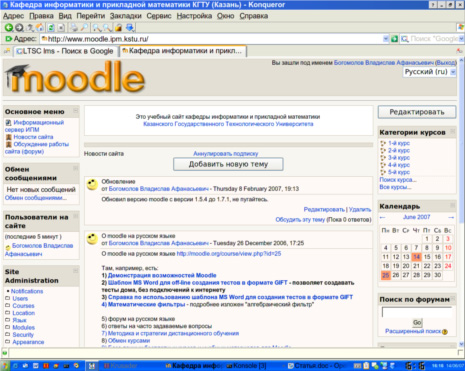 Кафедра информатики и прикладной математики КГТУ (Казань) - Konqueror
Адрес Правка Вид Перейти Закладки Сервис Настройка Окно Справка
Адрес: http://www.moodle.ipm.kstu.ru/
LTSC lms - Поиск в Google
Кафедра информатики и прикл...
moodle
Вы зашли под именем Богомолов Владислав Афанасьевич (Выход)
Русский (ru)
Основное меню
Информационный сервер ИПМ
Новости сайта
Обсуждение работы сайта (форум)
Обмен сообщениями
Нет новых сообщений
Обмен сообщениями...
Пользователи на сайте
(последние 5 минут)
Богомолов Владислав Афанасьевич
Site Administration
Notifications
Users
Courses
Location
Modules
Security
Appearance
Это учебный сайт кафедры информатики и прикладной математики
Казанского Государственного Технологического Университета
Новости сайта
Аннулировать подписку
Добавить новую тему
Обновление
от Богомолов Владислав Афанасьевич - Thursday 8 February 2007, 19:13
Обновил версию moodle с версии 1.5.4 до 1.7.1, не пугайтесь.
Редактировать | Удалить
Обсудить эту тему (Пока 0 ответов)
О moodle на русском языке
от Богомолов Владислав Афанасьевич - Tuesday 26 December 2006, 17:25
О moodle на русском языке http://moodle.org/course/view.php?id=25
Там, например, есть:
1) Демонстрация возможностей Moodle
2) Шаблон MS Word для off-line создания тестов в формате GIFT - позволяет создавать тесты дома, без подключения к интернету
3) Справка по использованию шаблона MS Word для создания тестов в формате GIFT
4) Математические фильтры - подробнее изложен "алгебраический фильтр"
5) форум на русском языке
6) ответы на часто задаваемые вопросы
7) Методика и стратегии дистанционного обучения
8) Обмен курсами
Редактировать
Категории курсов
1-й курс
2-й курс
3-й курс
4-й курс
5-й курс
Поиск курса...
Все курсы...
Календарь
June 2007
Пн Вт Ср Чт Пт Сб Вс
1 2 3
4 5 6 7 8 9 10
11 12 13 14 15 16 17
18 19 20 21 22 23 24
25 26 27 28 29 30
Поиск по форумам
Go
Расширенный поиск